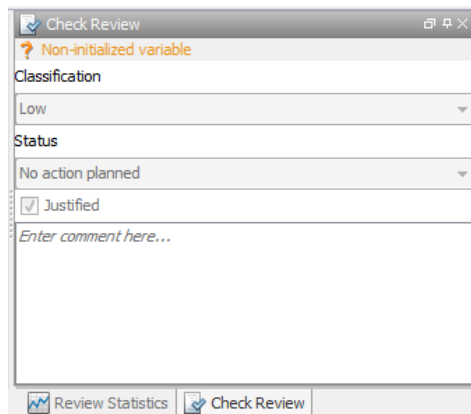 Check Review
Non-initialized variable
Classification
Low
Status
No action planned
Justified
Enter comment here...
Review Statistics Check Review